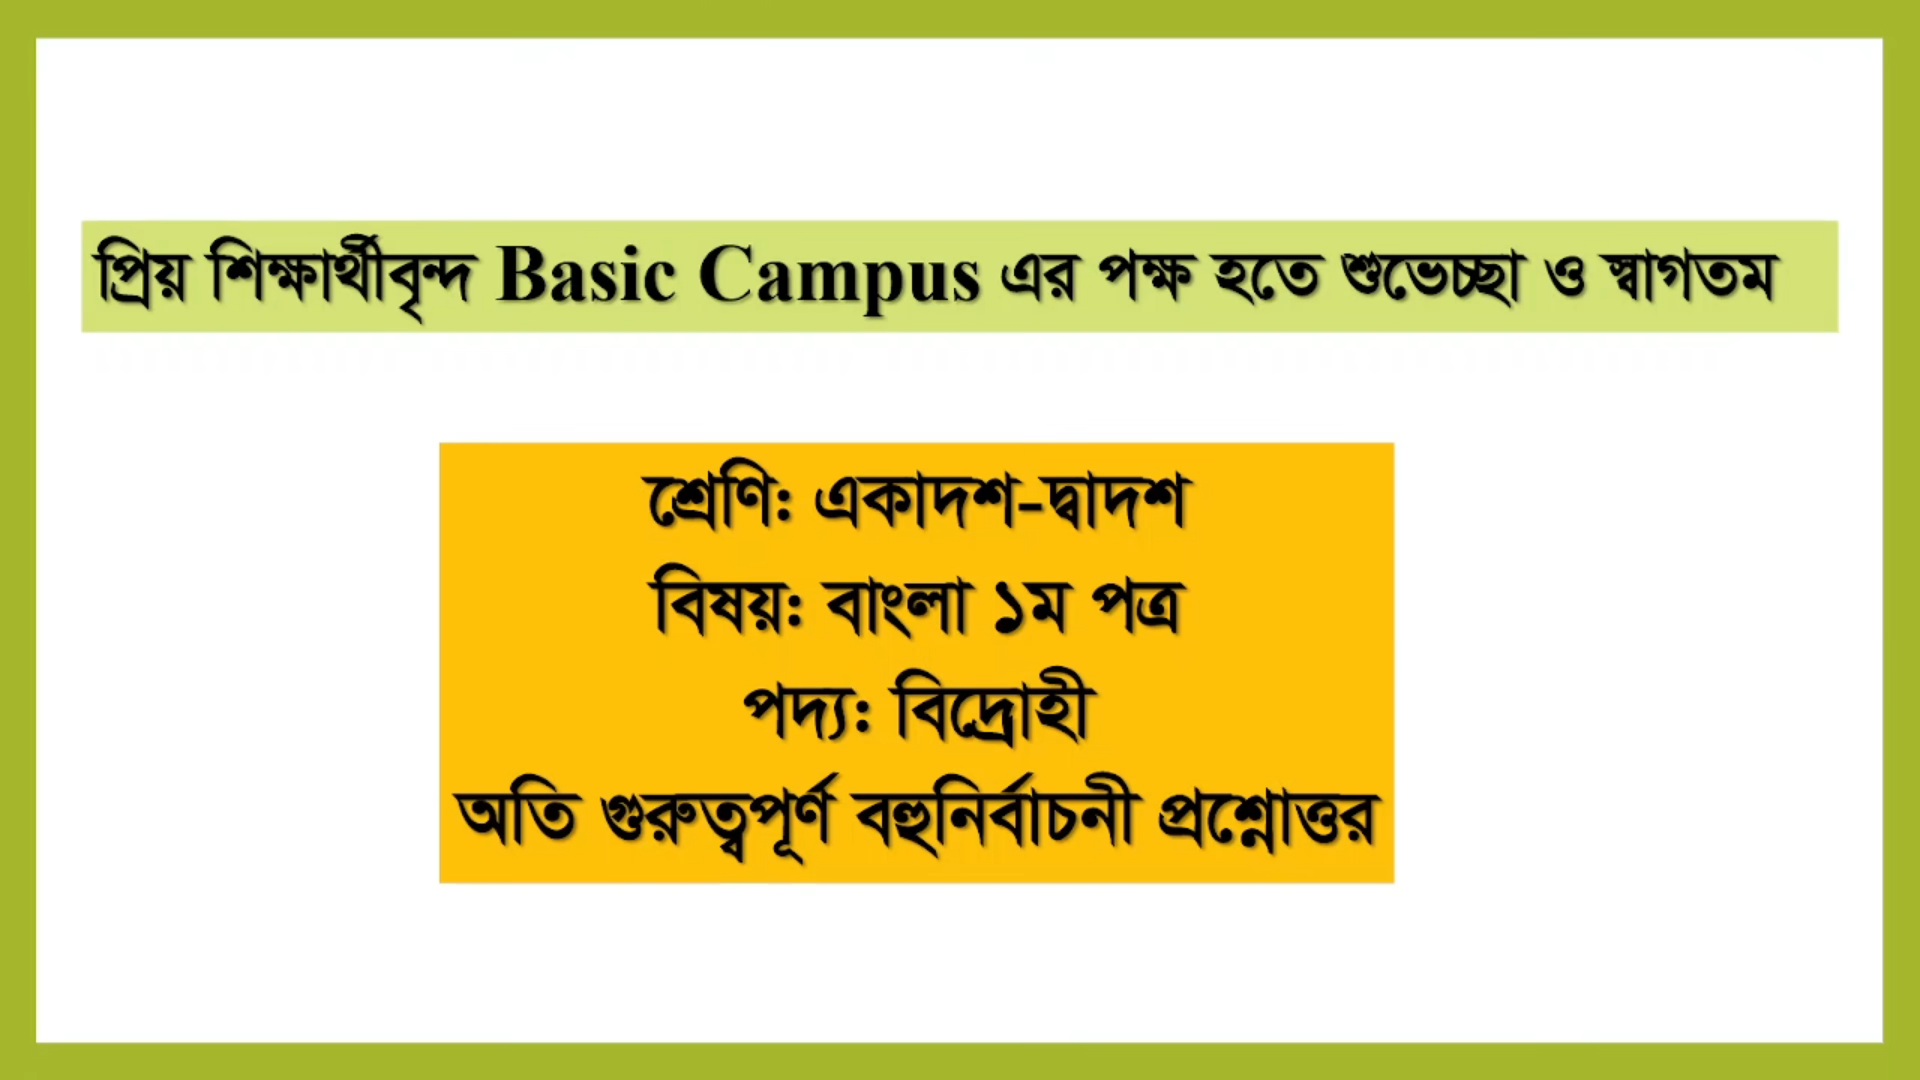 প্রিয় শিক্ষার্থীবৃন্দ Basic Campus এর পক্ষ হতে শুভেচ্ছা ও স্বাগতম
শ্রেণি: একাদশ-দ্বাদশ
বিষয়: বাংলা ১ম পত্র
পদ্য: বিদ্রোহী
অতি গুরুত্বপূর্ণ বহুনির্বাচনী প্রশ্নোত্তর